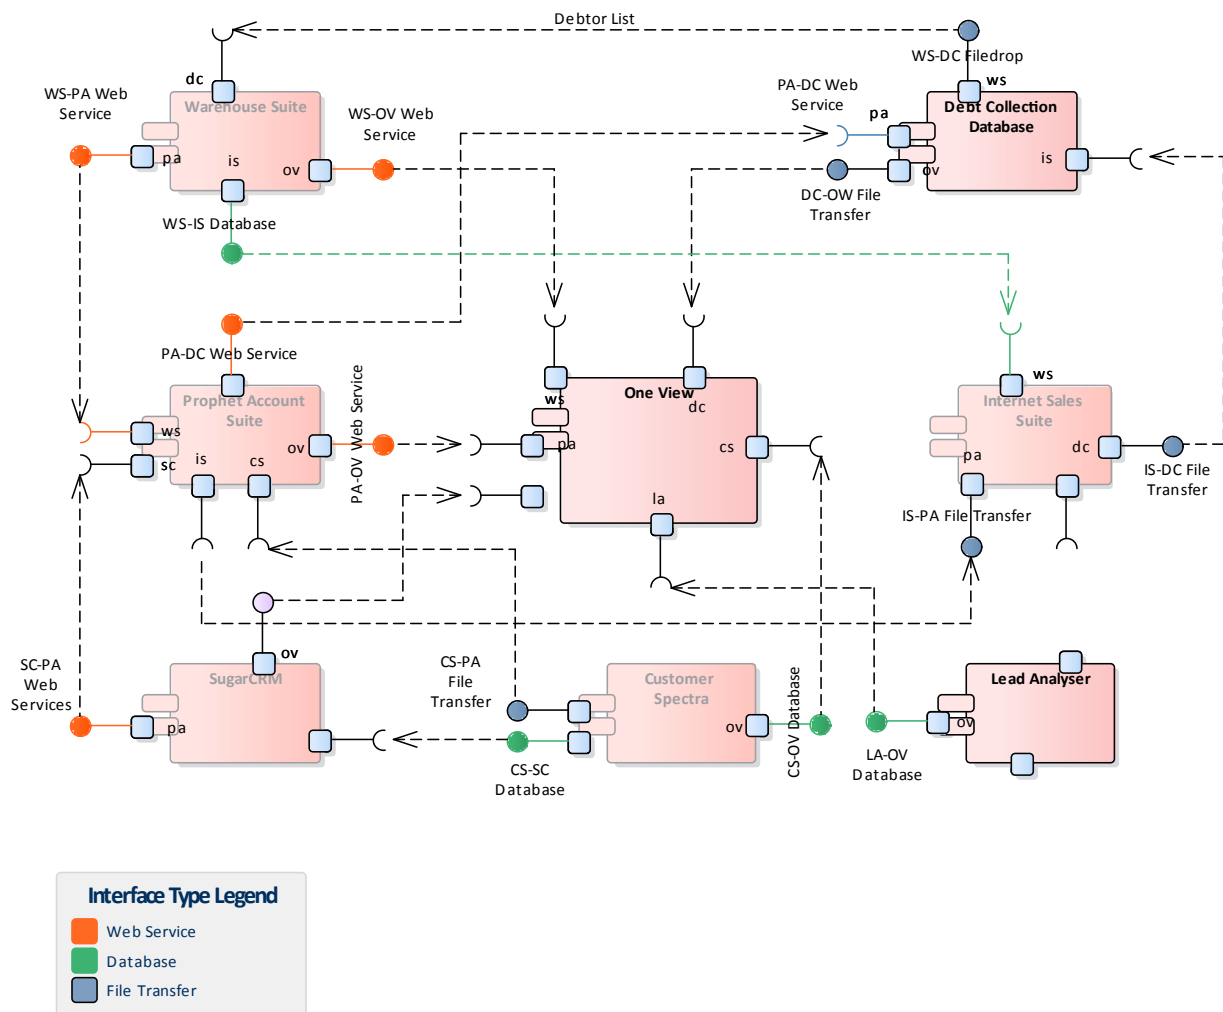 Debtor List
WS-DC Filedrop
dc
ws
WS-PA Web
Service
Warehouse Suite
WS-OV Web
Service
PA-DC Web
Service
pa
Debt Collection
Database
pa
is
ov
ov
is
DC-OW File
Transfer
WS-IS Database
PA-DC Web Service
ws
Prophet Account
Suite
PA-OV Web Service
One View
ws
dc
Internet Sales
Suite
ws
sc
is
cs
ov
pa
cs
pa
dc
IS-DC File
Transfer
la
IS-PA File Transfer
ov
SC-PA
Web
Services
SugarCRM
pa
CS-PA
File
Transfer
Customer
Spectra
ov
CS-OV Database
Lead Analyser
ov
CS-SC
Database
LA-OV
Database
Interface Type Legend
Web Service
Database
File Transfer